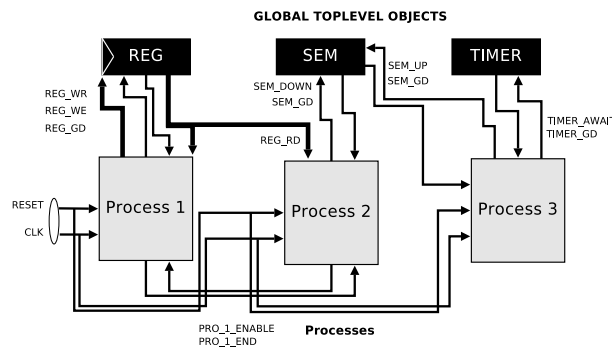 GLOBAL TOPLEVEL OBJECTS
REG
SEM
TIMER
SEM_UP
SEM_GD
SEM_DOWN
SEM_GD
REG_WR
REG_WE
REG_GD
TIMER_AWAIT
TIMER_GD
REG_RD
Process 1
Process 2
Process 3
RESET
CLK
PRO_1_ENABLE
PRO_1_END
Processes